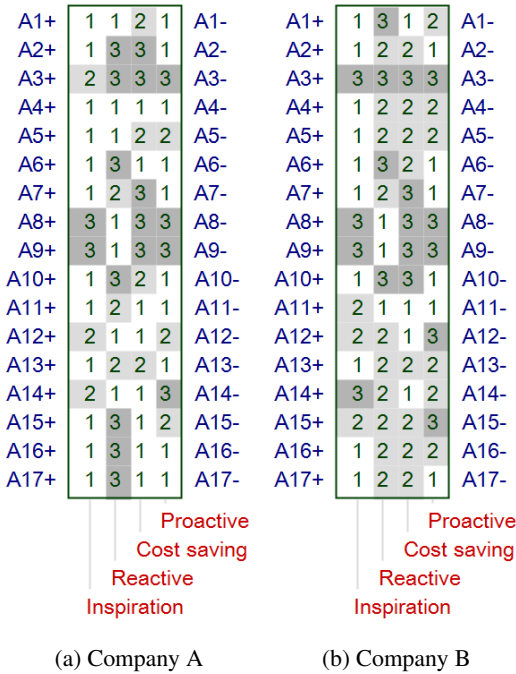 A1+ 1 1 2 1 A1- A1+ 1 3 1 2 A1-
A2+ 1 3 3 1 A2- A2+ 1 2 2 1 A2-
A3+ 2 3 3 3 A3- A3+ 3 3 3 3 A3-
A4+ 1 1 1 1 A4- A4+ 1 2 2 2 A4-
A5+ 1 1 2 2 A5- A5+ 1 2 2 2 A5-
A6+ 1 3 1 1 A6- A6+ 1 3 2 1 A6-
A7+ 1 2 3 1 A7- A7+ 1 2 3 1 A7-
A8+ 3 1 3 3 A8- A8+ 3 1 3 3 A8-
A9+ 3 1 3 3 A9- A9+ 3 1 3 3 A9-
A10+ 1 3 2 1 A10- A10+ 1 3 3 1 A10-
A11+ 1 2 1 1 A11- A11+ 2 1 1 1 A11-
A12+ 2 1 1 2 A12- A12+ 2 2 1 3 A12-
A13+ 1 2 2 1 A13- A13+ 1 2 2 2 A13-
A14+ 2 1 1 3 A14- A14+ 3 2 1 2 A14-
A15+ 1 3 1 2 A15- A15+ 2 2 2 3 A15-
A16+ 1 3 1 1 A16- A16+ 1 2 2 2 A16-
A17+ 1 3 1 1 A17- A17+ 1 2 2 1 A17-
Proactive Proactive
Cost saving Cost saving
Reactive Reactive
Inspiration Inspiration
(a) Company A (b) Company B